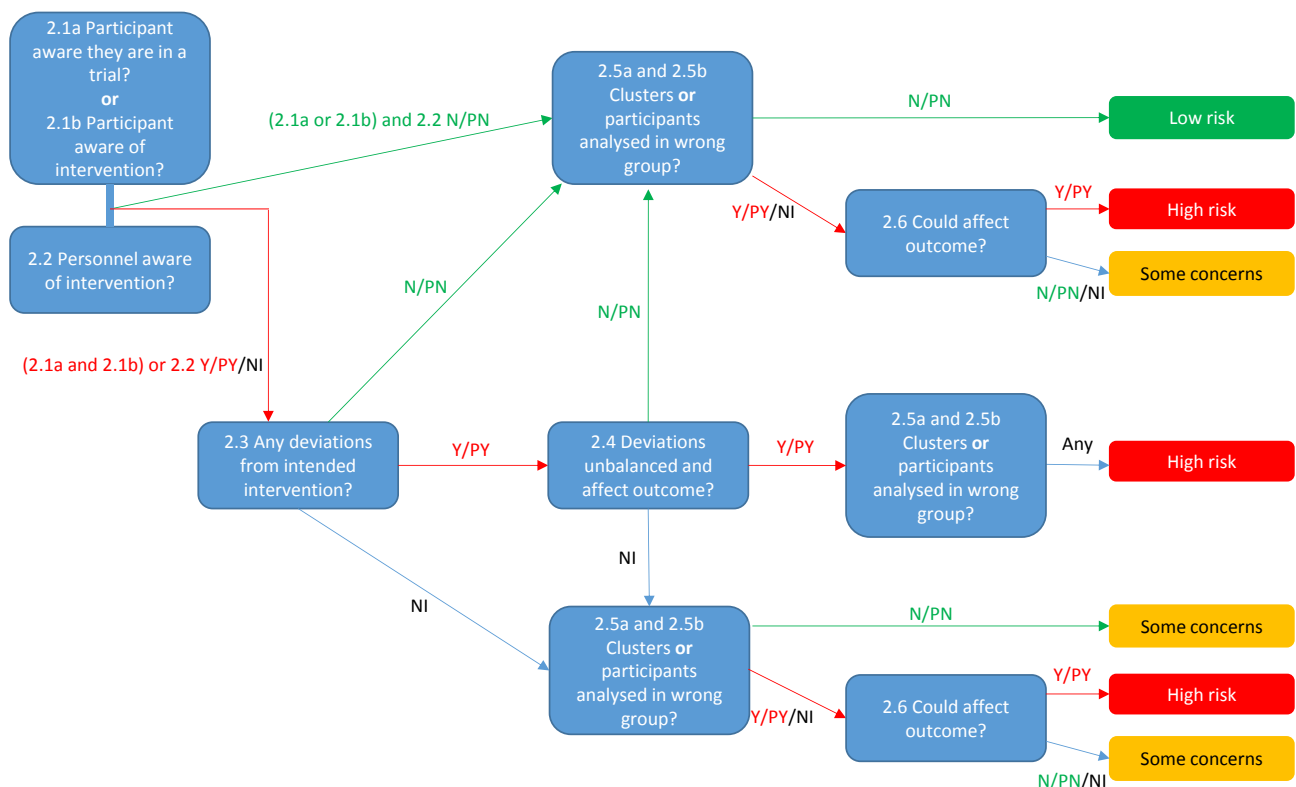 2.1a Participant
aware they are in a
trial?
or
2.1b Participant
aware of
intervention?
2.2 Personnel aware
of intervention?
(2.1a or 2.1b) and 2.2 N/PN
(2.1a and 2.1b) or 2.2 Y/PY/NI
2.5a and 2.5b
Clusters or
participants
analysed in wrong
group?
N/PN
Low risk
Y/PY/NI
2.6 Could affect
outcome?
Y/PY
High risk
N/PN/NI
Some concerns
N/PN
N/PN
2.3 Any deviations
from intended
intervention?
Y/PY
2.4 Deviations
unbalanced and
affect outcome?
Y/PY
2.5a and 2.5b
Clusters or
participants
analysed in wrong
group?
Any
High risk
NI
NI
2.5a and 2.5b
Clusters or
participants
analysed in wrong
group?
N/PN
Some concerns
Y/PY/NI
2.6 Could affect
outcome?
Y/PY
High risk
N/PN/NI
Some concerns